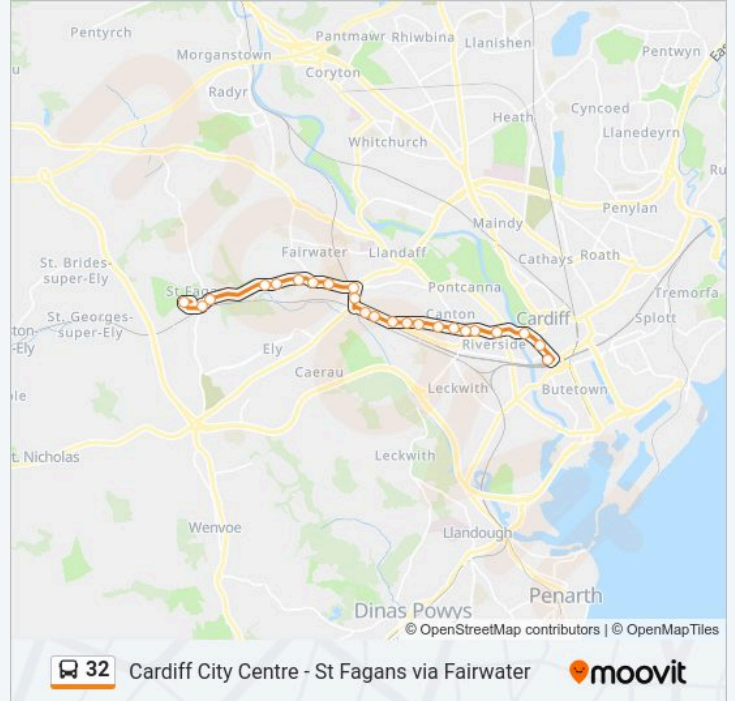 Pentyrch
Pantmawr
Rhiwbina
Llanishen
Morganstown
Pentwyn
Coryton
Radyr
Cyncoed
Heath
Llanedeyrn
Whitchurch
Penylan
Maindy
Fairwater
Llandaff
Cathays
Roath
St. Brides-
super-Ely
Pontcanna
Tremorfa
St Faga
St. Georges-
super-Ely
Canton
Cardiff
Splott
-Ely
Ely
Riverside
Caerau
Leckwith
Butetown
Leckwith
t. Nicholas
Wenvoe
Llandough
Penarth
Dinas Powys
© OpenStreetMap contributors | © OpenMapTiles
32 Cardiff City Centre - St Fagans via Fairwater moovit